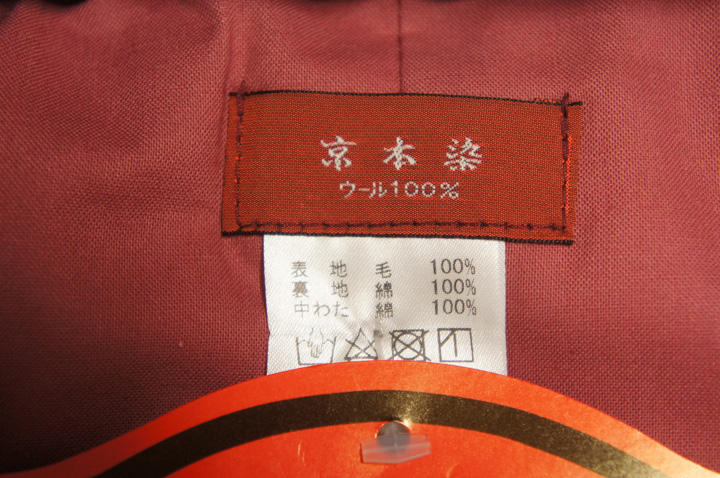 京本染
ウール100%
表地 毛 100%
裏地 綿 100%
中わた 綿 100%